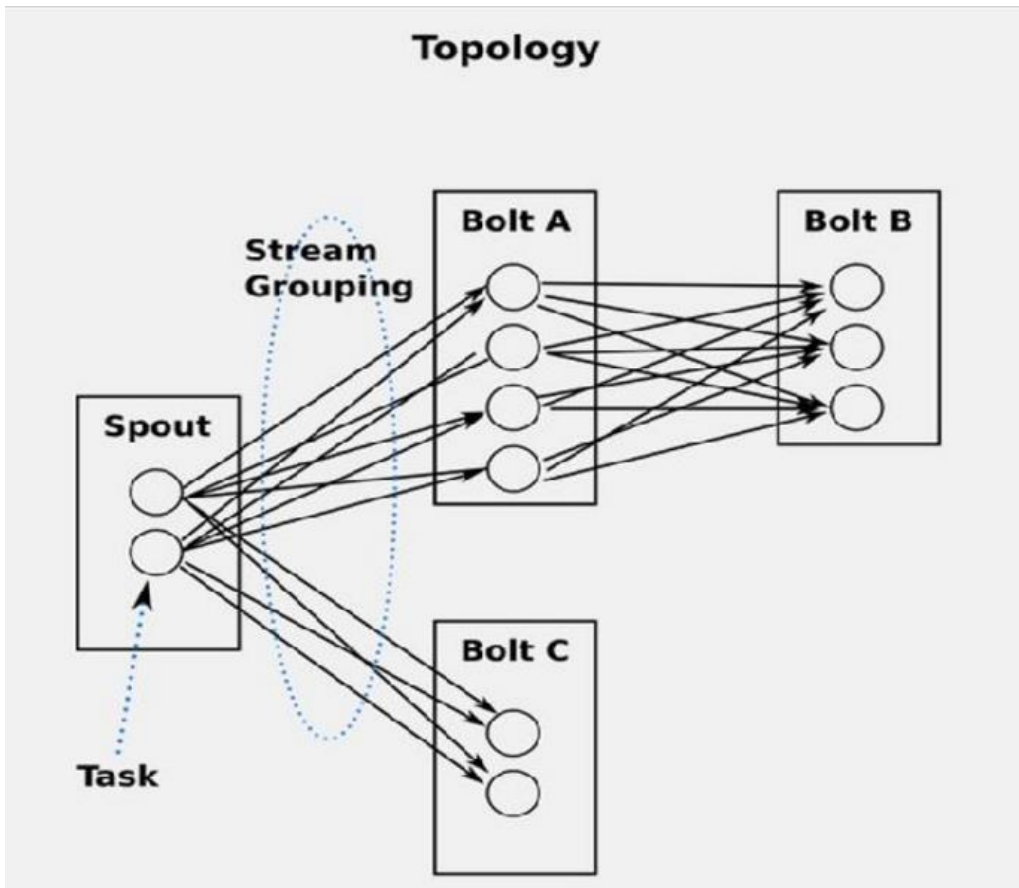 Topology
Stream
Grouping
Bolt A
Bolt B
Spout
Bolt C
Task